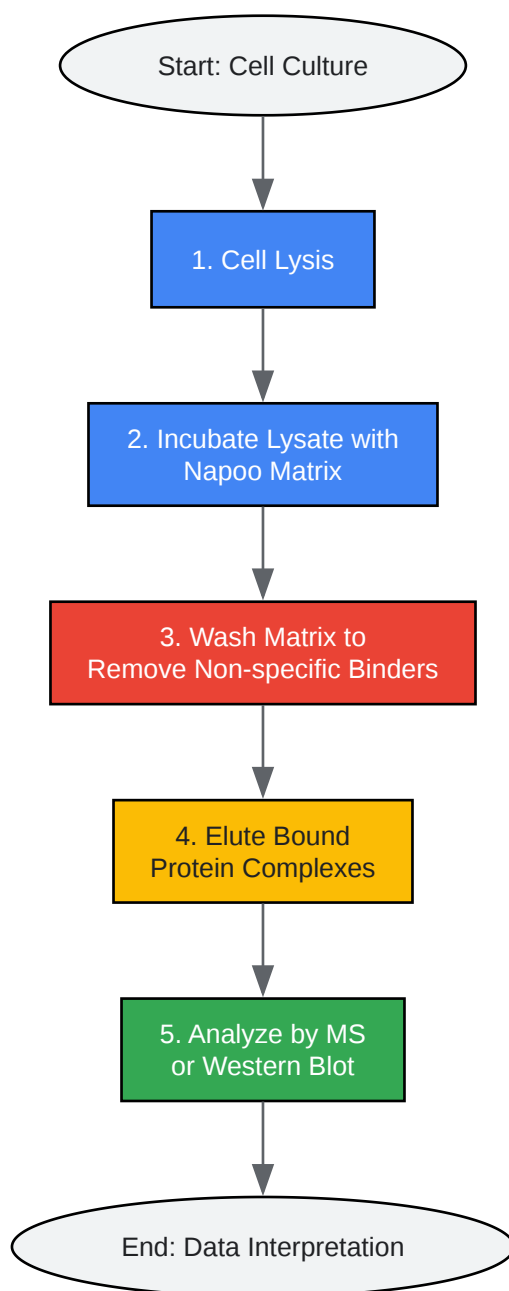 Start: Cell Culture
1. Cell Lysis
2. Incubate Lysate with
Napoo Matrix
3. Wash Matrix to
Remove Non-specific Binders
4. Elute Bound
Protein Complexes
5. Analyze by MS
or Western Blot
End: Data Interpretation